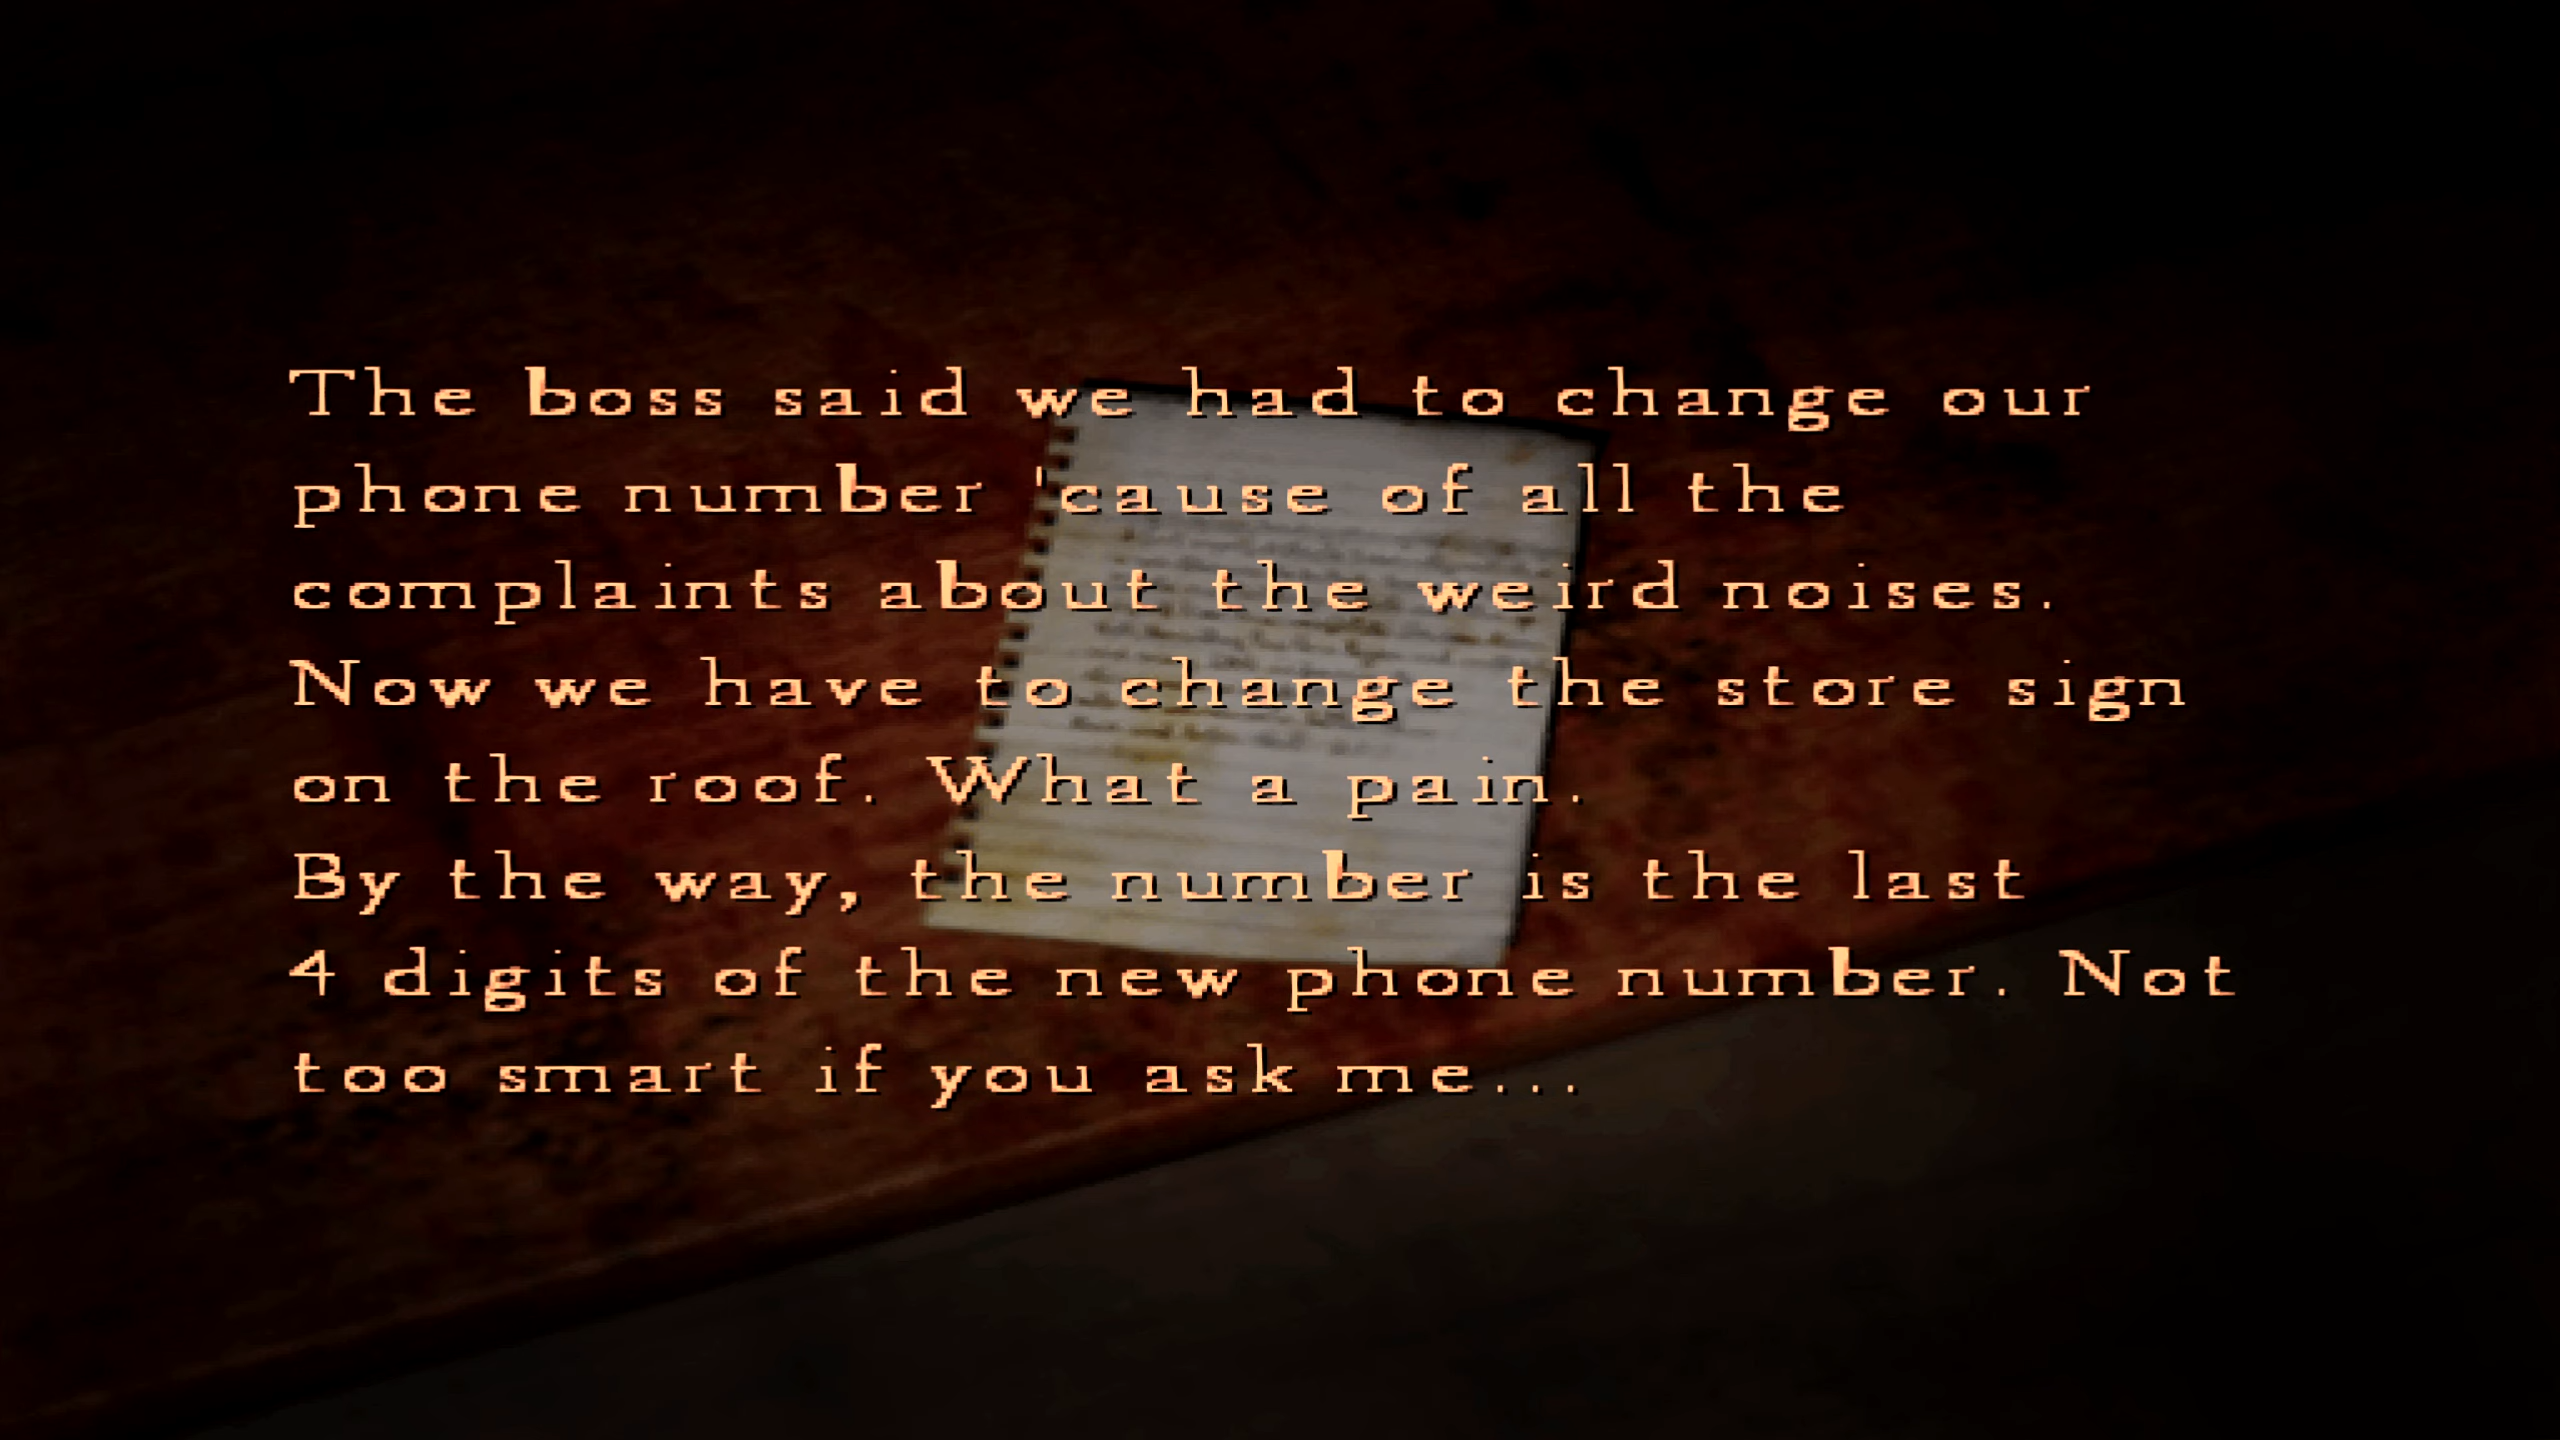 The boss said we had to change our
phone number 'cause of all the
complaints about the weird noises.
Now we have to change the store sign
on the roof. What a pain.
By the way, the number is the last
4 digits of the new phone number. Not
too smart if you ask me...